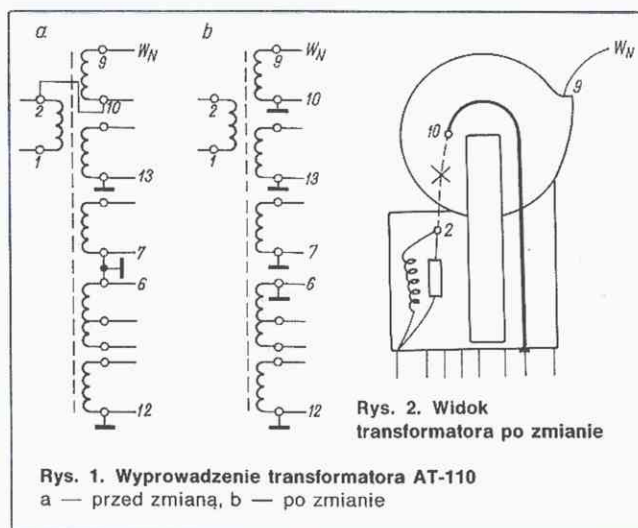 a
b
W_N
9
2
10
1
13
7
6
12
W_N
9
2
10
1
13
7
6
12
W_N
9
10
2
Rys. 2. Widok
transformatora po zmianie
Rys. 1. Wyprowadzenie transformatora AT-110
a — przed zmianą, b — po zmianie